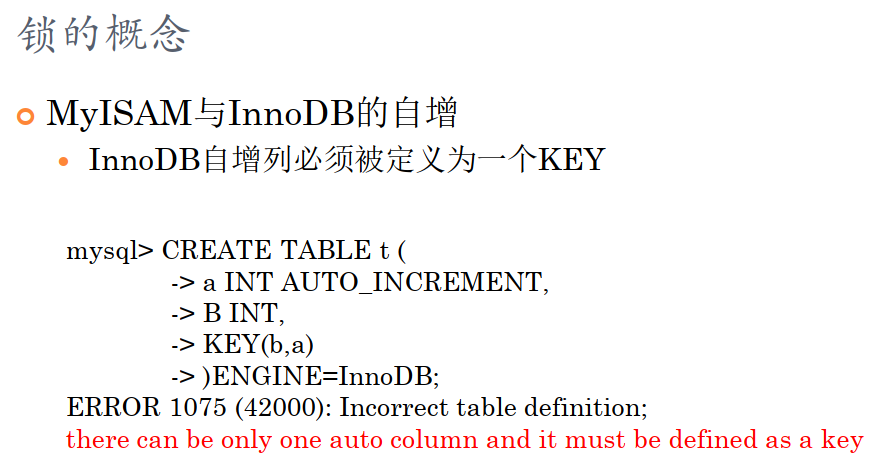 锁的概念
MyISAM与InnoDB的自增
InnoDB自增列必须被定义为一个KEY
mysql> CREATE TABLE t (
-> a INT AUTO_INCREMENT,
-> B INT,
-> KEY(b,a)
-> )ENGINE=InnoDB;
ERROR 1075 (42000): Incorrect table definition;
there can be only one auto column and it must be defined as a key